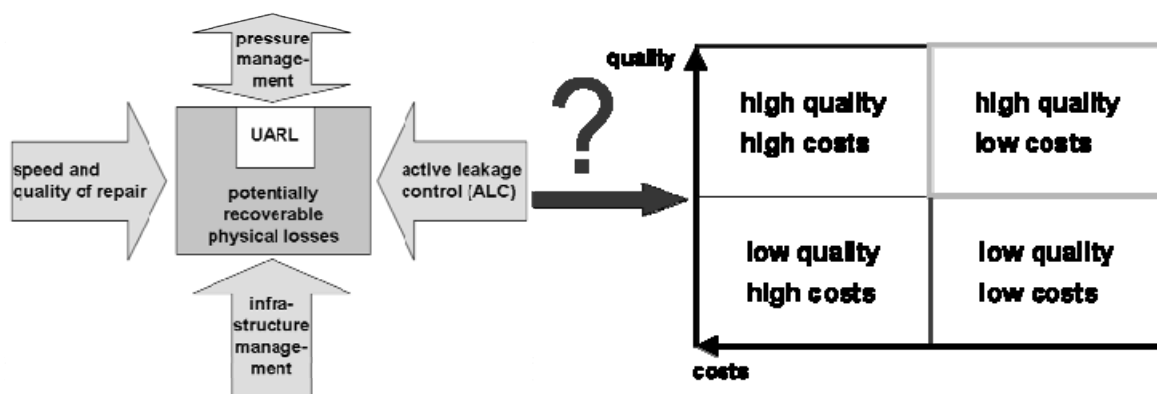 pressure
manage-
ment
UARL
speed and
quality of repair
potentially
recoverable
physical losses
active leakage
control (ALC)
infra-
structure
manage-
ment
?
quality
high quality
high costs
high quality
low costs
low quality
high costs
low quality
low costs
costs